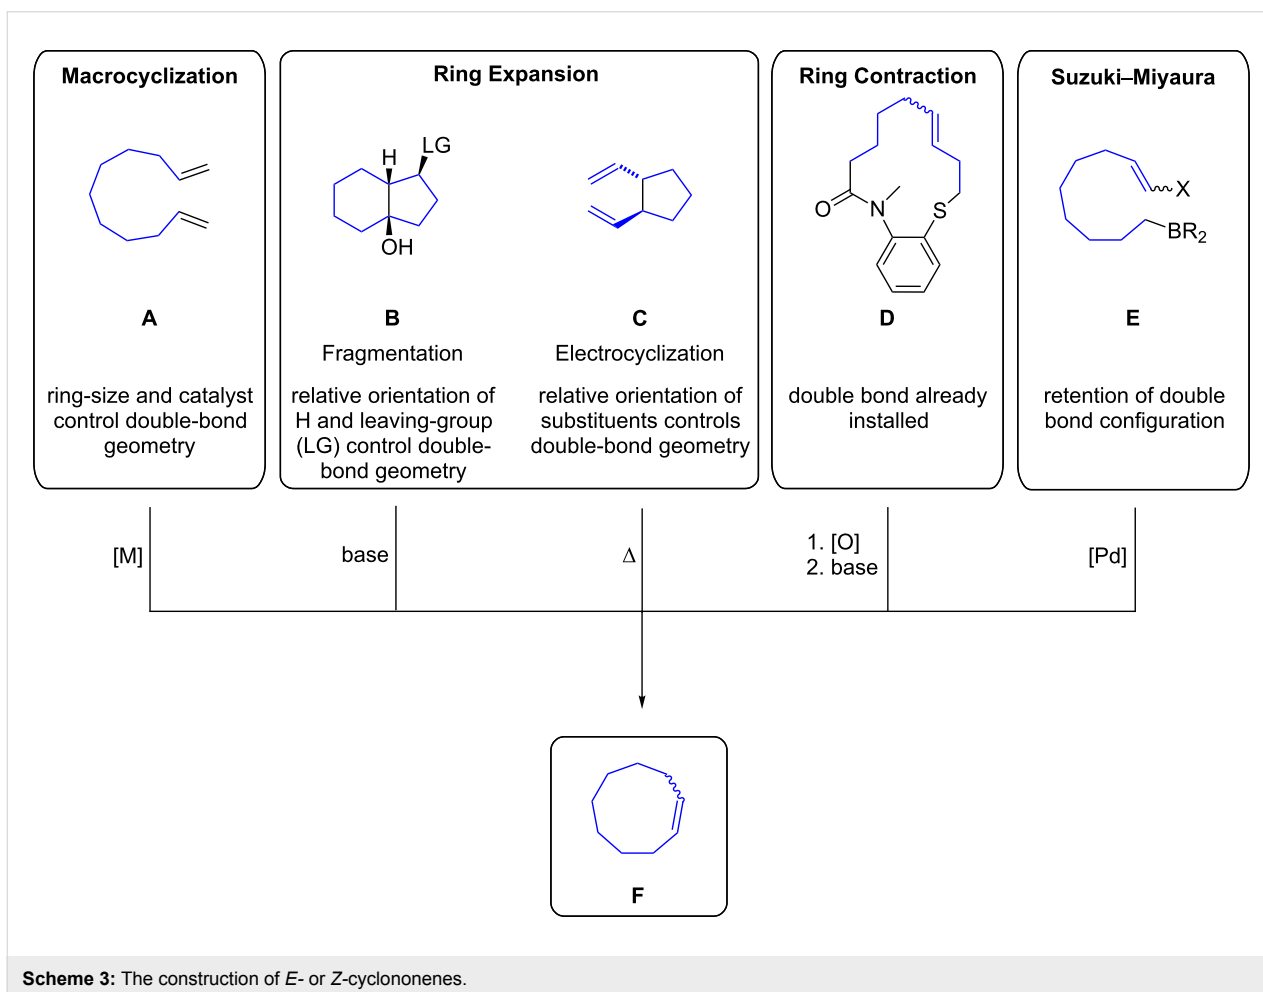 Macrocyclization
A
ring-size and catalyst
control double-bond
geometry
Ring Expansion
H
LG
OH
B
Fragmentation
relative orientation of
H and leaving-group
(LG) control double-
bond geometry
C
Electrocyclization
relative orientation of
substituents controls
double-bond geometry
Ring Contraction
O
N
S
D
double bond already
installed
Suzuki–Miyaura
X
BR2
E
retention of double
bond configuration
[M]
base
Δ
1. [O]
2. base
[Pd]
F
Scheme 3: The construction of E- or Z-cyclononenes.